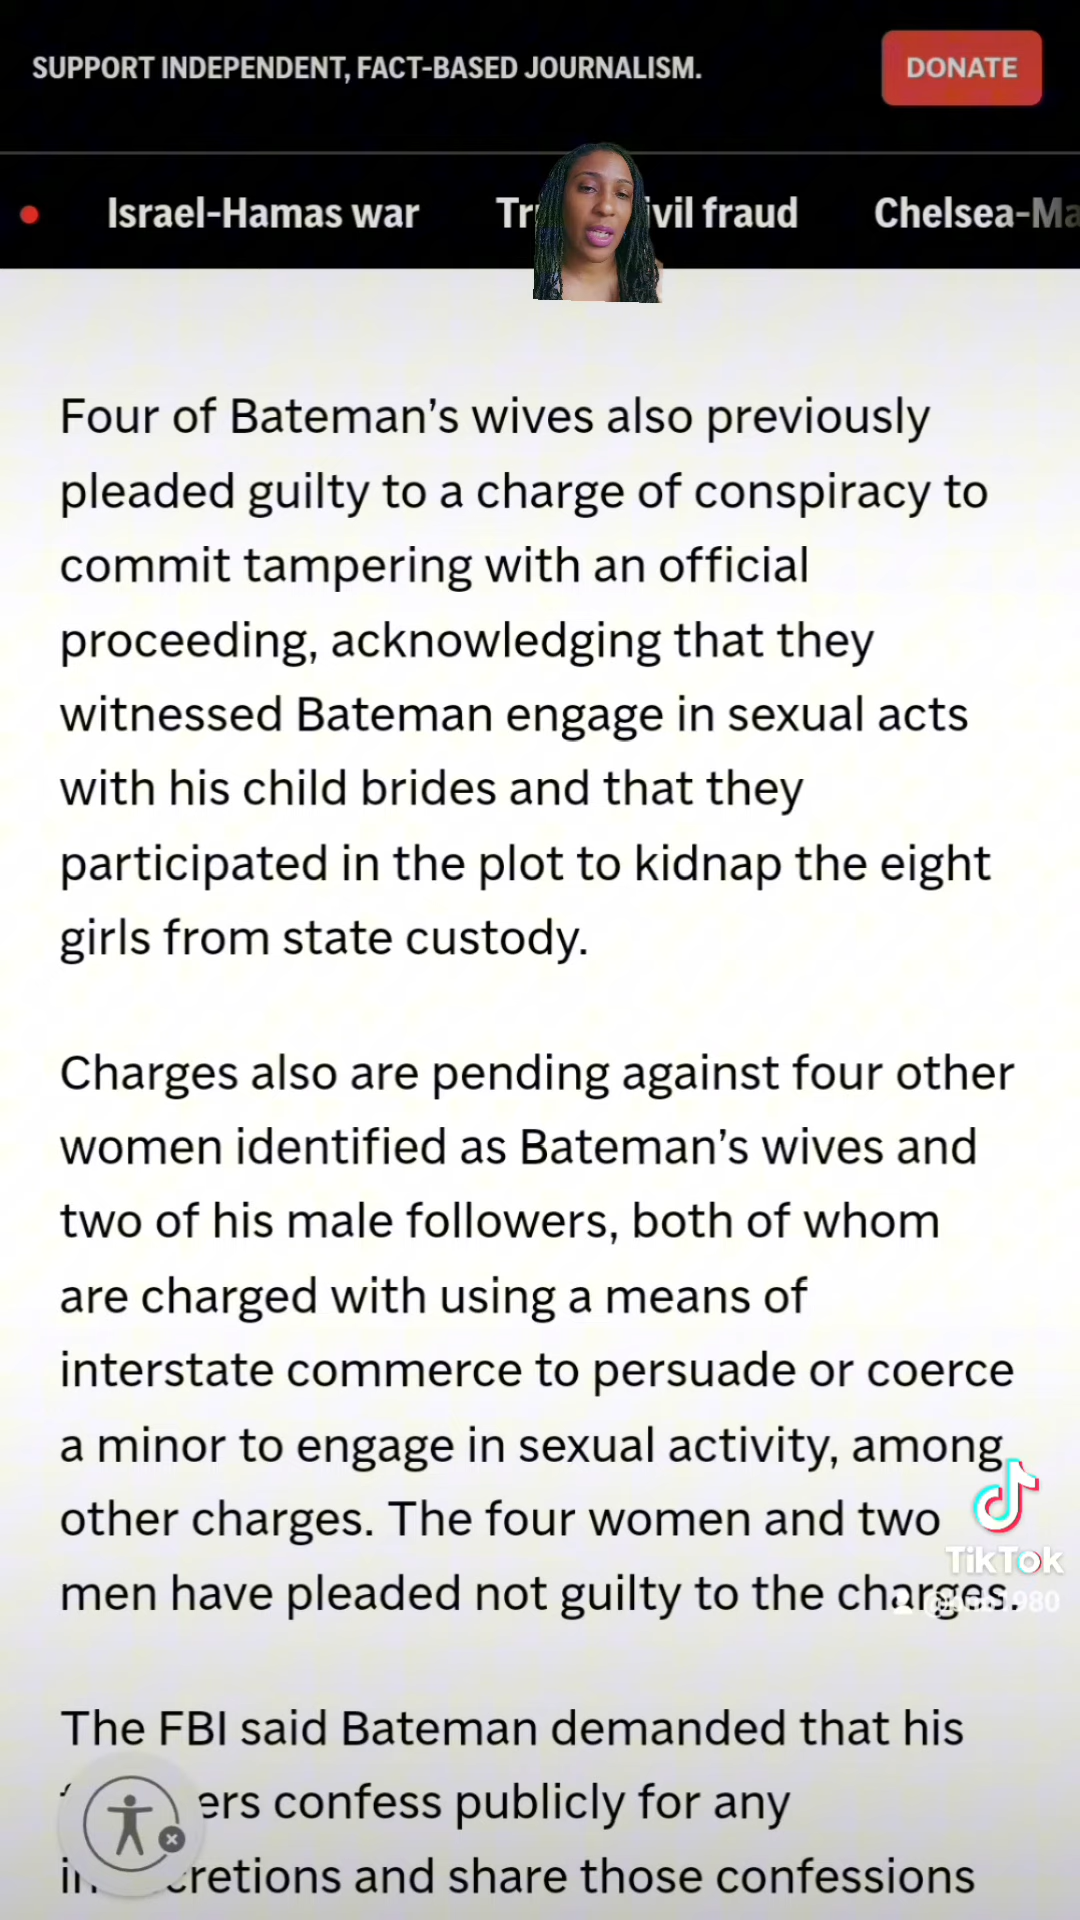 SUPPORT INDEPENDENT, FACT-BASED JOURNALISM.
DONATE
Israel-Hamas war
civil fraud
Chelsea-Ma
Four of Bateman’s wives also previously
pleaded guilty to a charge of conspiracy to
commit tampering with an official
proceeding, acknowledging that they
witnessed Bateman engage in sexual acts
with his child brides and that they
participated in the plot to kidnap the eight
girls from state custody.
Charges also are pending against four other
women identified as Bateman’s wives and
two of his male followers, both of whom
are charged with using a means of
interstate commerce to persuade or coerce
a minor to engage in sexual activity, among
other charges. The four women and two
men have pleaded not guilty to the charges.
TikTok
The FBI said Bateman demanded that his
confess publicly for any
and share those confessions